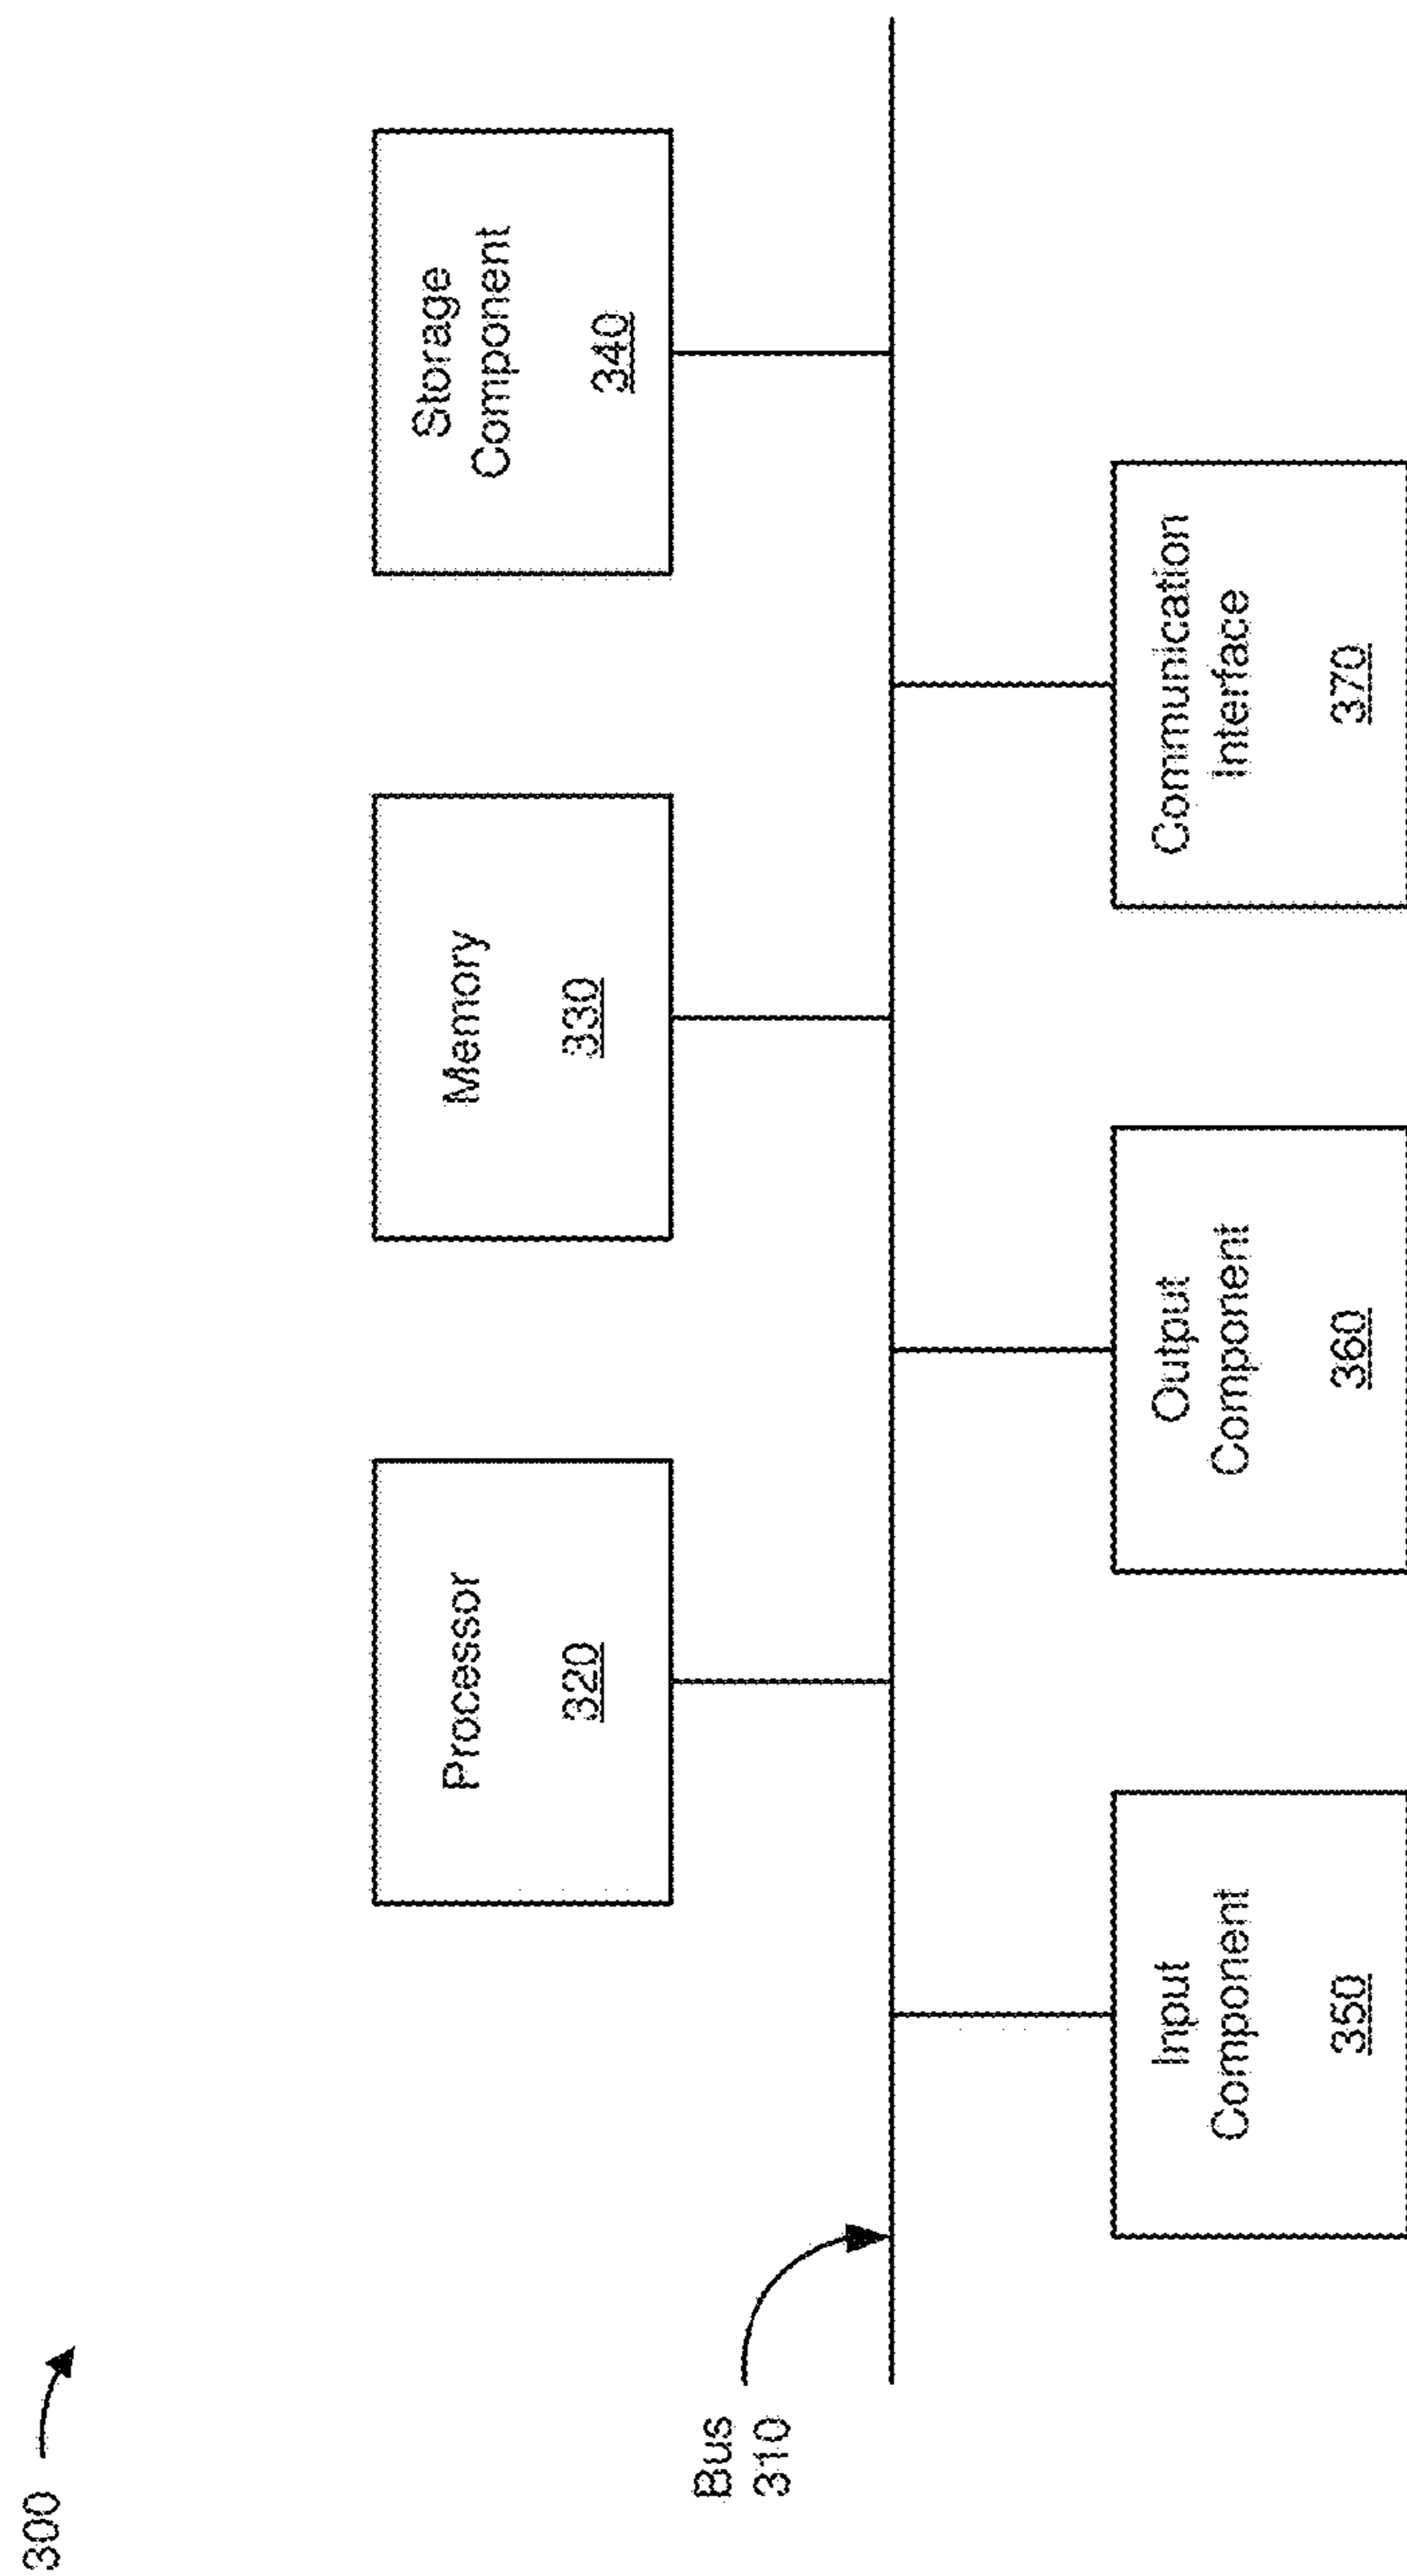 300
Processor
320
Memory
330
Storage
Component
340
Bus
310
Input
Component
350
Output
Component
360
Communication
Interface
370